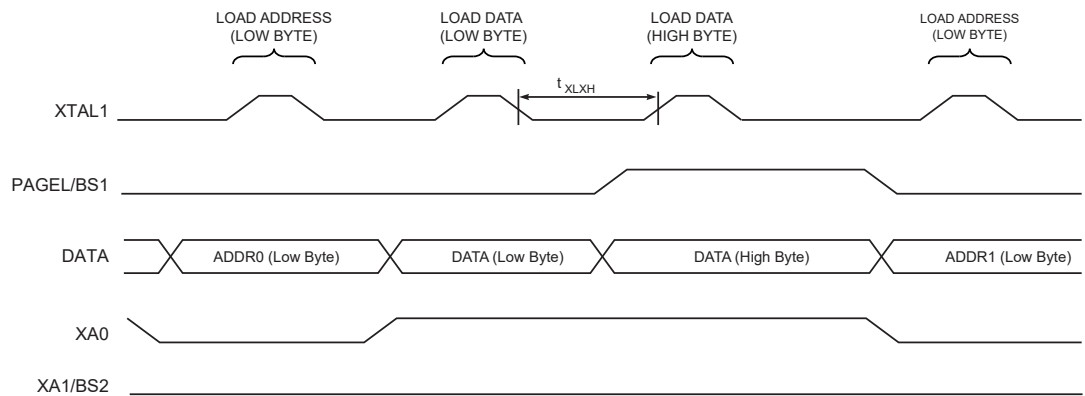 LOAD ADDRESS
(LOW BYTE)
LOAD DATA
(LOW BYTE)
LOAD DATA
(HIGH BYTE)
LOAD ADDRESS
(LOW BYTE)
t XLXH
XTAL1
PAGEL/BS1
DATA
ADDR0 (Low Byte)
DATA (Low Byte)
DATA (High Byte)
ADDR1 (Low Byte)
XA0
XA1/BS2